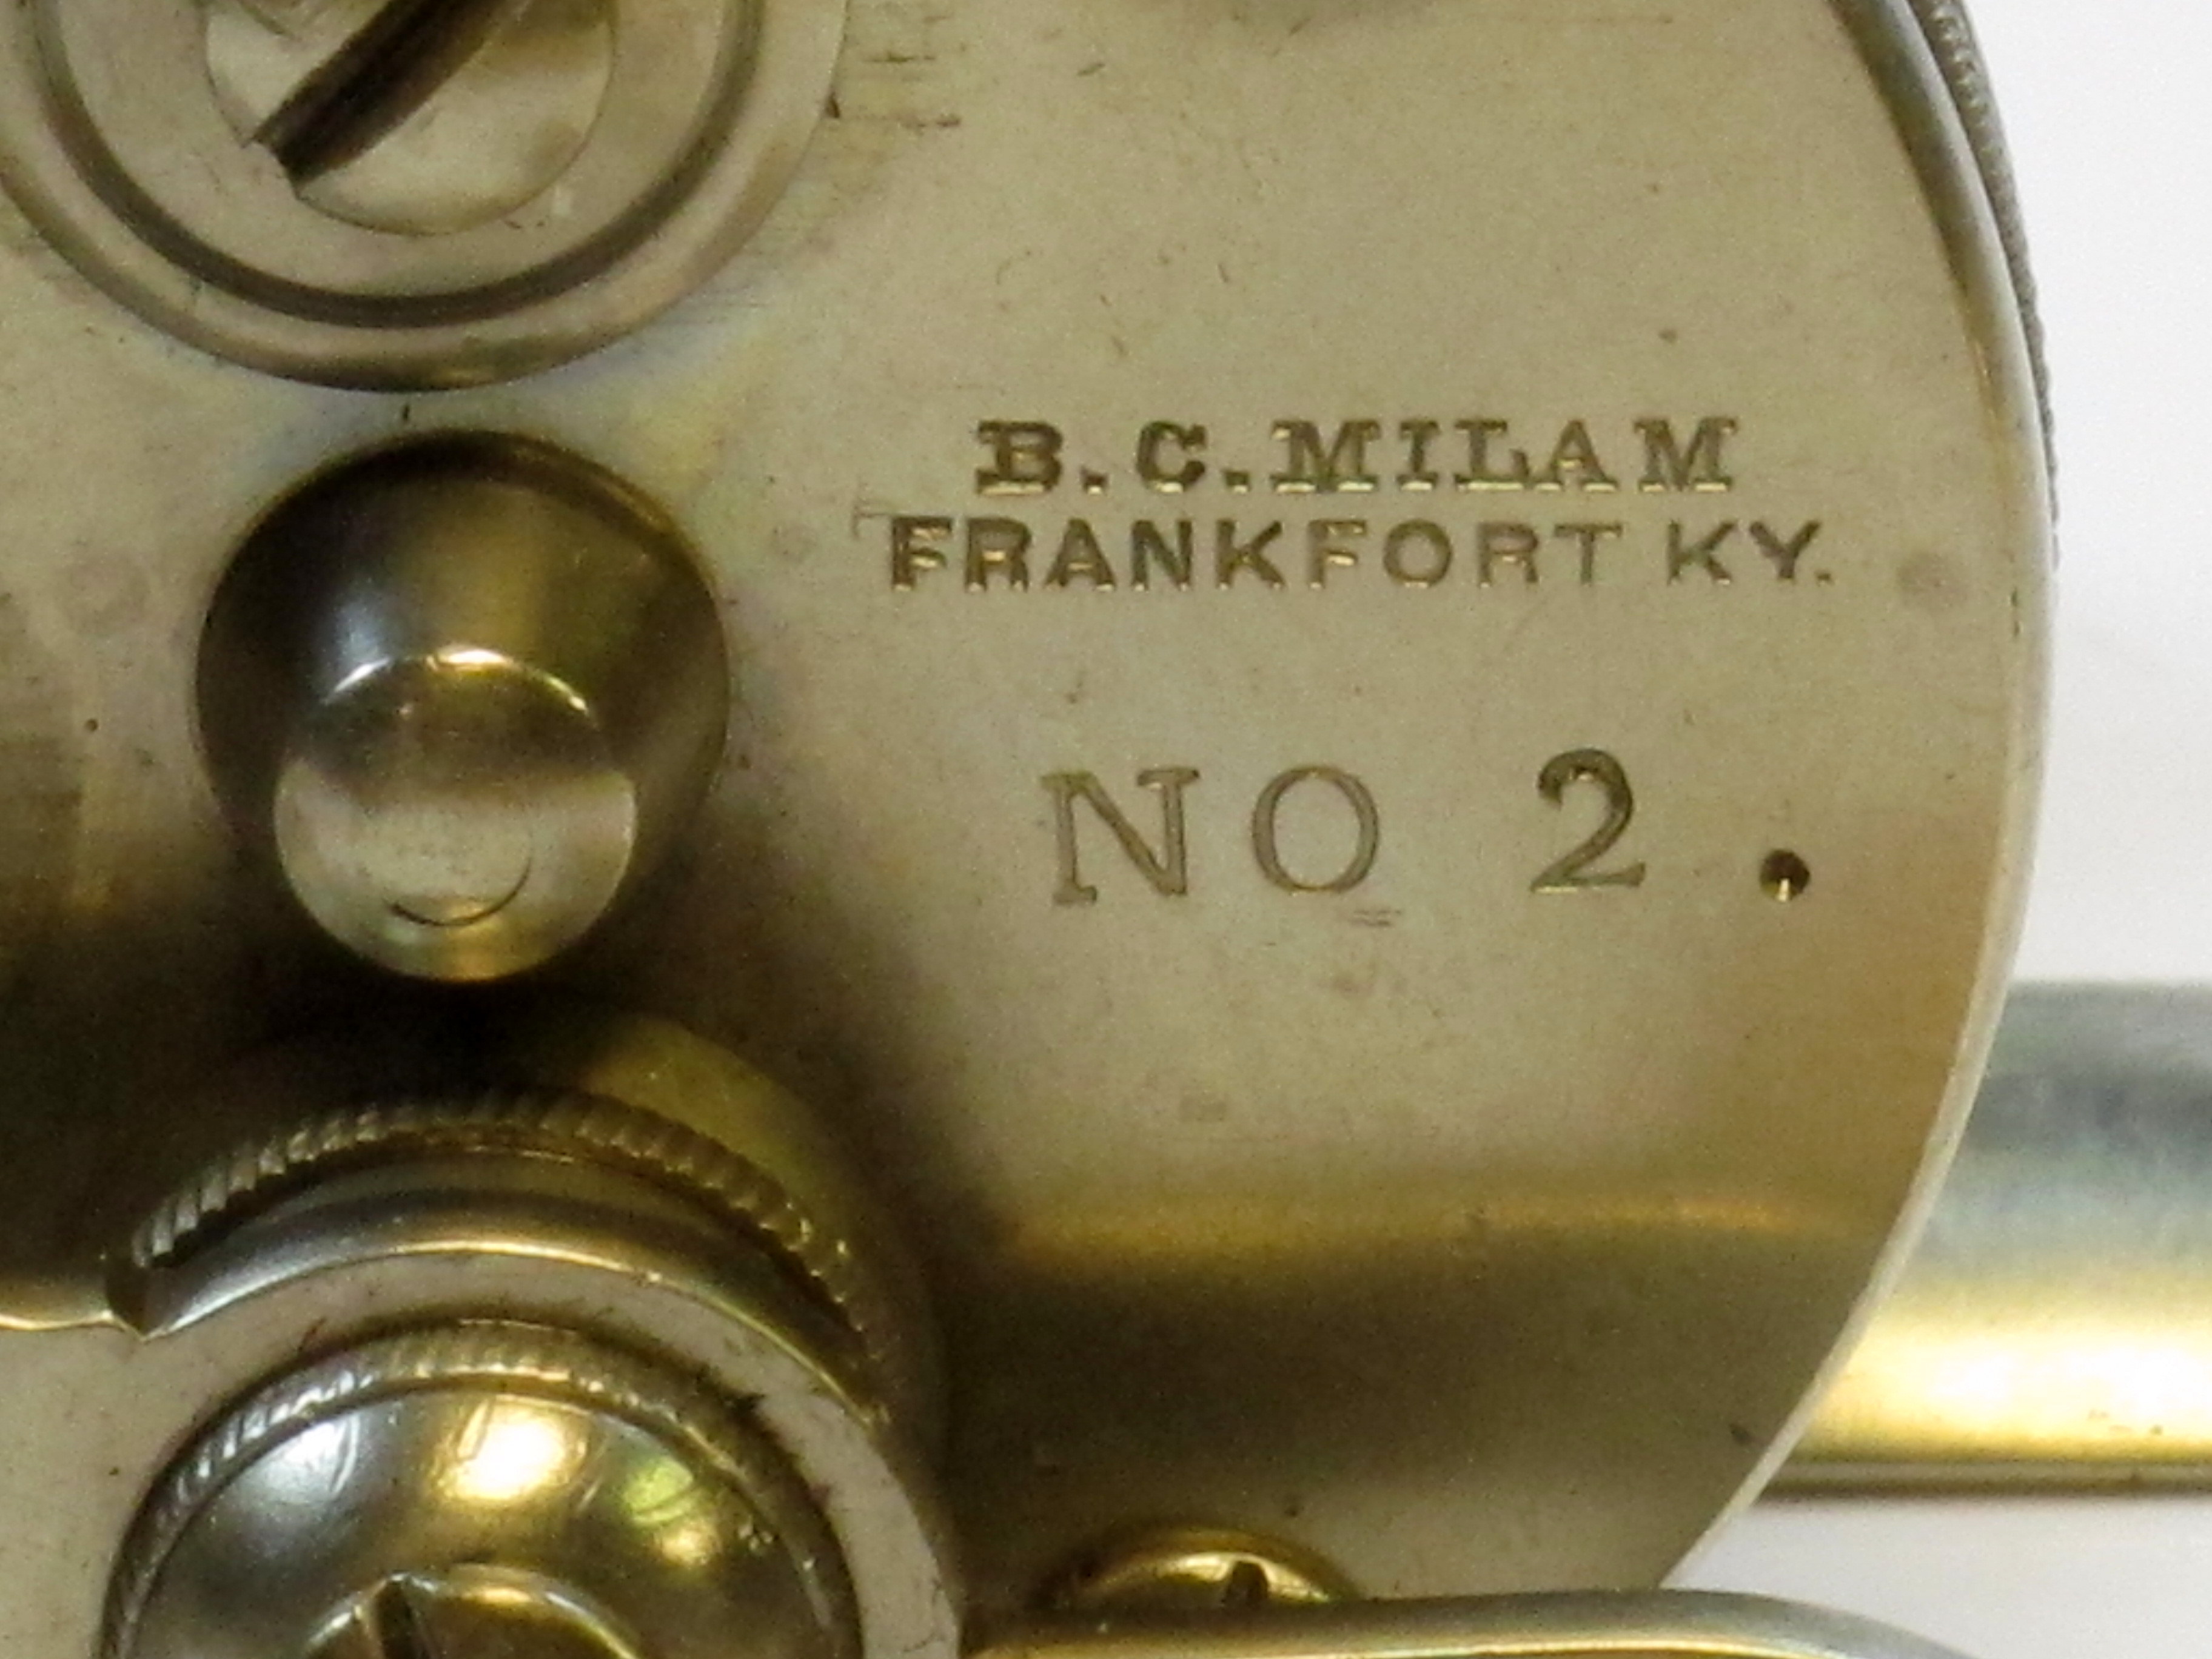 B.C.MILAM
FRANKFORT KY.
NO 2.